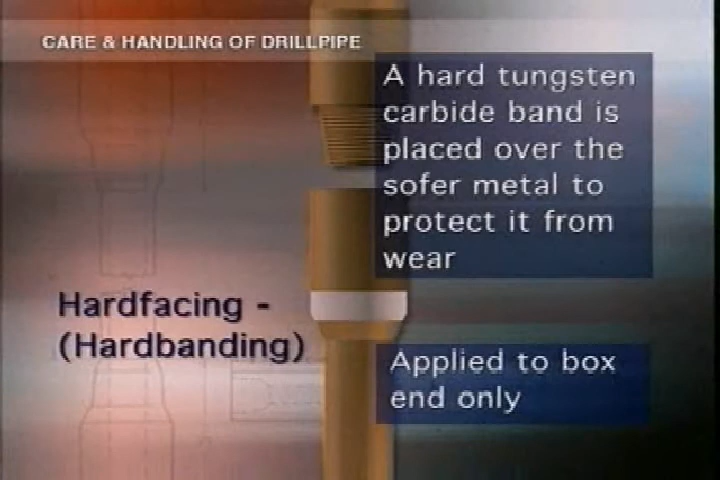 CARE & HANDLING OF DRILLPIPE
A hard tungsten
carbide band is
placed over the
sofer metal to
protect it from
wear
Hardfacing -
(Hardbanding)
Applied to box
end only